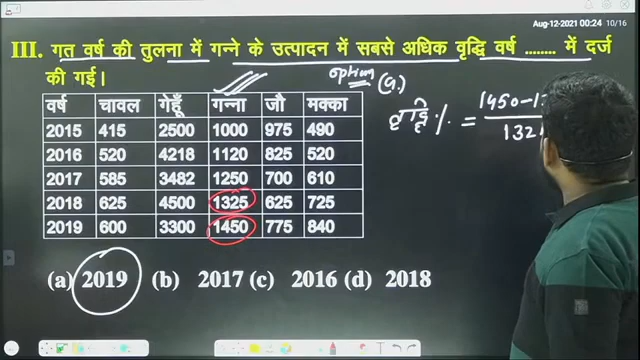 Aug-12-2021 00:24 10/16
III. गत वर्ष की तुलना में गन्ने के उत्पादन में सबसे अधिक वृद्धि वर्ष ........ में दर्ज
की गई।
option (a.)
वर्ष चावल गेहूँ गन्ना जौ मक्का
2015 415 2500 1000 975 490
2016 520 4218 1120 825 520
2017 585 3482 1250 700 610
2018 625 4500 1325 625 725
2019 600 3300 1450 775 840
वृद्धि % = 1450-1
132
(a) 2019 (b) 2017 (c) 2016 (d) 2018